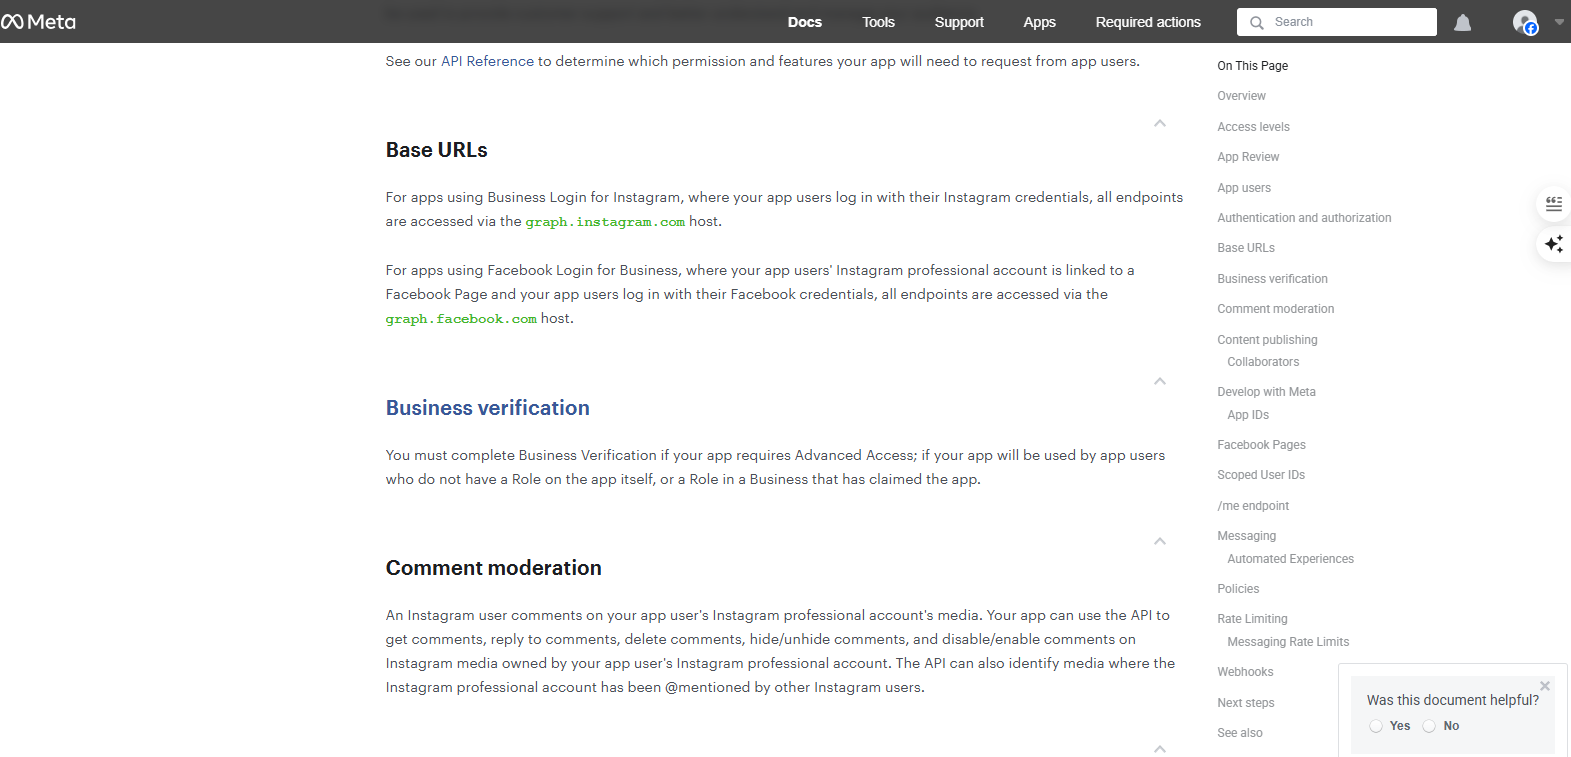 Meta
Docs
Tools
Support
Apps
Required actions
Search
See our API Reference to determine which permission and features your app will need to request from app users.
Base URLs
For apps using Business Login for Instagram, where your app users log in with their Instagram credentials, all endpoints
are accessed via the graph.instagram.com host.
For apps using Facebook Login for Business, where your app users' Instagram professional account is linked to a
Facebook Page and your app users log in with their Facebook credentials, all endpoints are accessed via the
graph.facebook.com host.
Business verification
You must complete Business Verification if your app requires Advanced Access; if your app will be used by app users
who do not have a Role on the app itself, or a Role in a Business that has claimed the app.
Comment moderation
An Instagram user comments on your app user's Instagram professional account's media. Your app can use the API to
get comments, reply to comments, delete comments, hide/unhide comments, and disable/enable comments on
Instagram media owned by your app user's Instagram professional account. The API can also identify media where the
Instagram professional account has been @mentioned by other Instagram users.
On This Page
Overview
Access levels
App Review
App users
Authentication and authorization
Base URLs
Business verification
Comment moderation
Content publishing
Collaborators
Develop with Meta
App IDs
Facebook Pages
Scoped User IDs
/me endpoint
Messaging
Automated Experiences
Policies
Rate Limiting
Messaging Rate Limits
Webhooks
Next steps
See also
Was this document helpful?
Yes
No